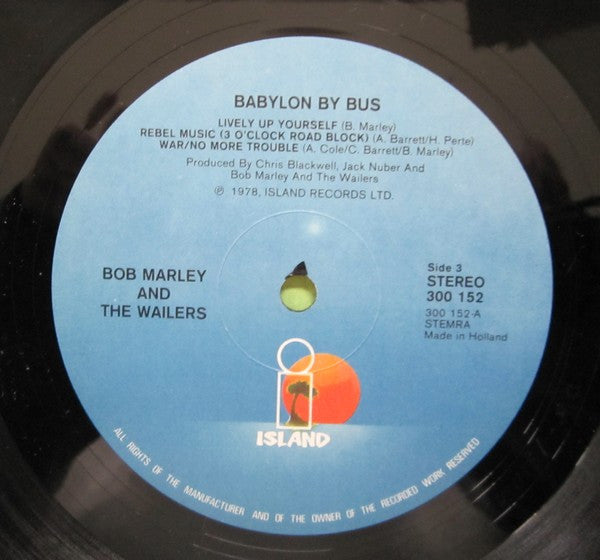 BABYLON BY BUS
LIVELY UP YOURSELF (B. Marley)
REBEL MUSIC (3 O'CLOCK ROAD BLOCK) (A. Barrett/H. Perte)
WAR/NO MORE TROUBLE (A. Cole/C. Barrett/B. Marley)
Produced By Chris Blackwell, Jack Nuber And
Bob Marley And The Wailers
℗ 1978, ISLAND RECORDS LTD.
BOB MARLEY
AND
THE WAILERS
Side 3
STEREO
300 152
300 152-A
STEMRA
Made in Holland
ISLAND
ALL RIGHTS OF THE MANUFACTURER AND OF THE OWNER OF THE RECORDED WORK RESERVED